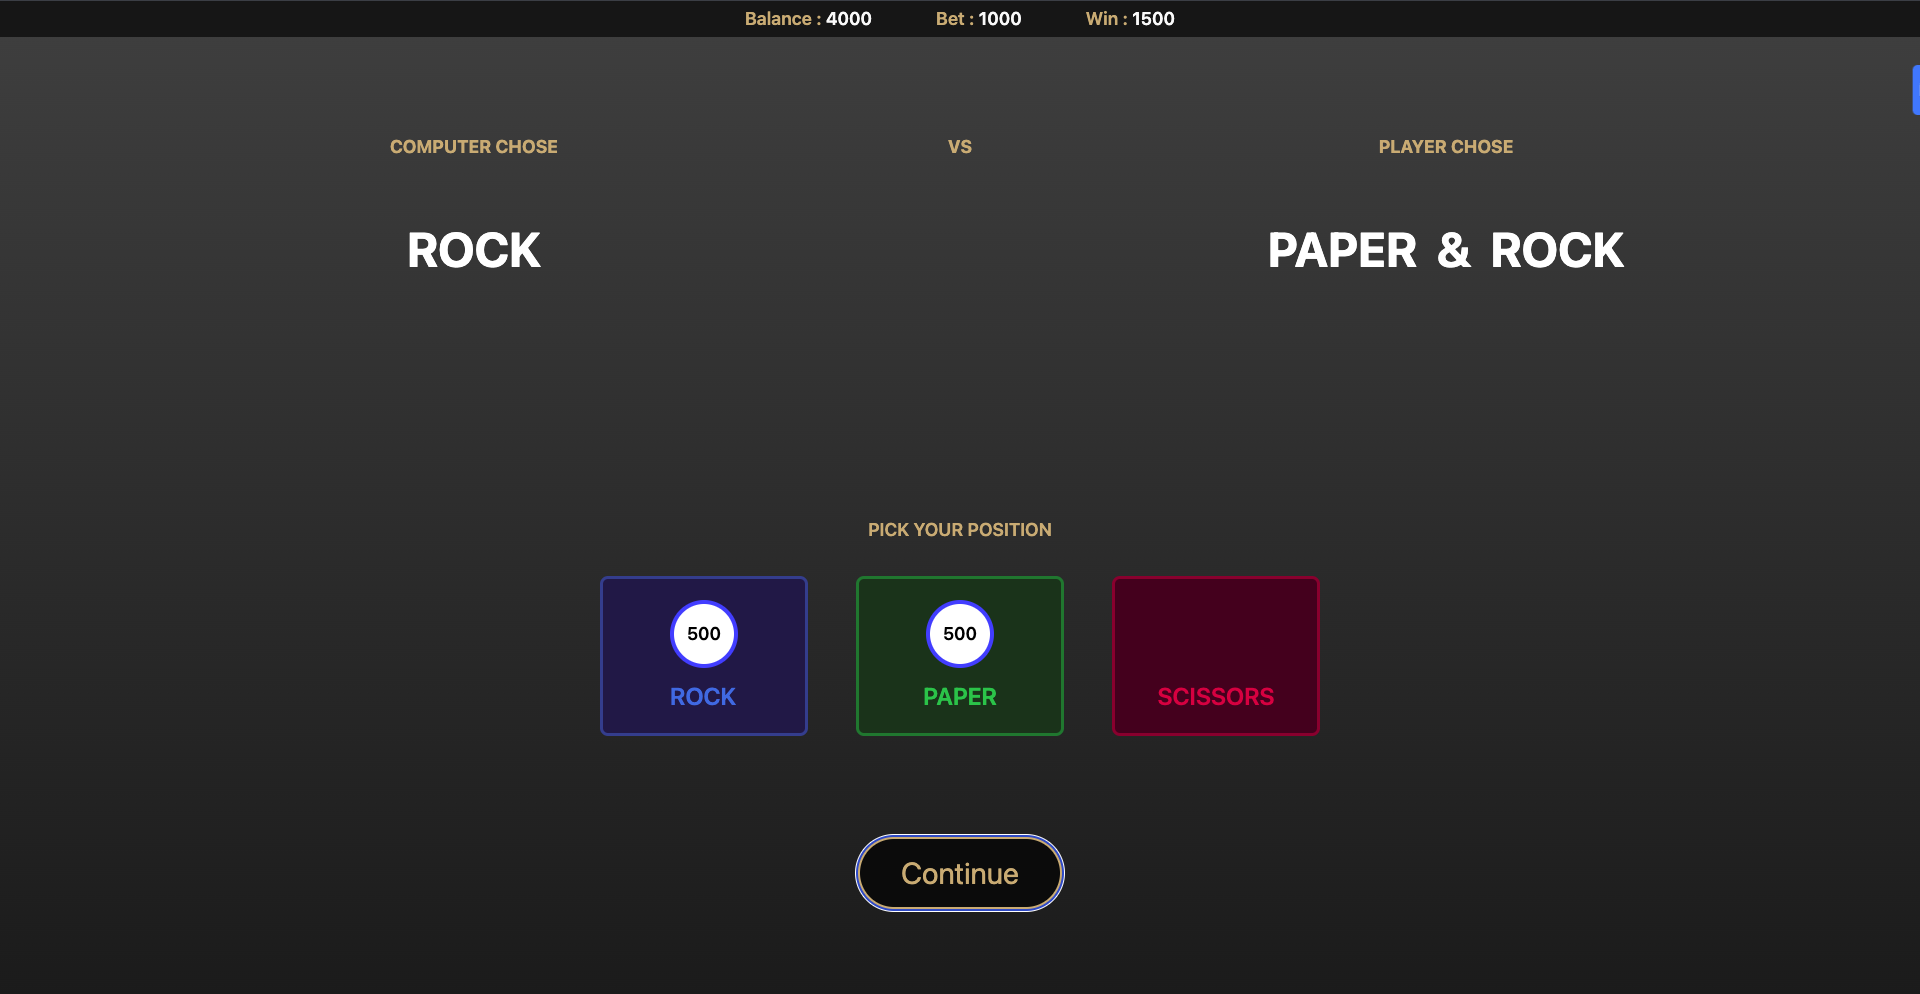 Balance : 4000 Bet : 1000 Win : 1500
COMPUTER CHOSE VS PLAYER CHOSE
ROCK PAPER & ROCK
PICK YOUR POSITION
500 500
ROCK PAPER SCISSORS
Continue